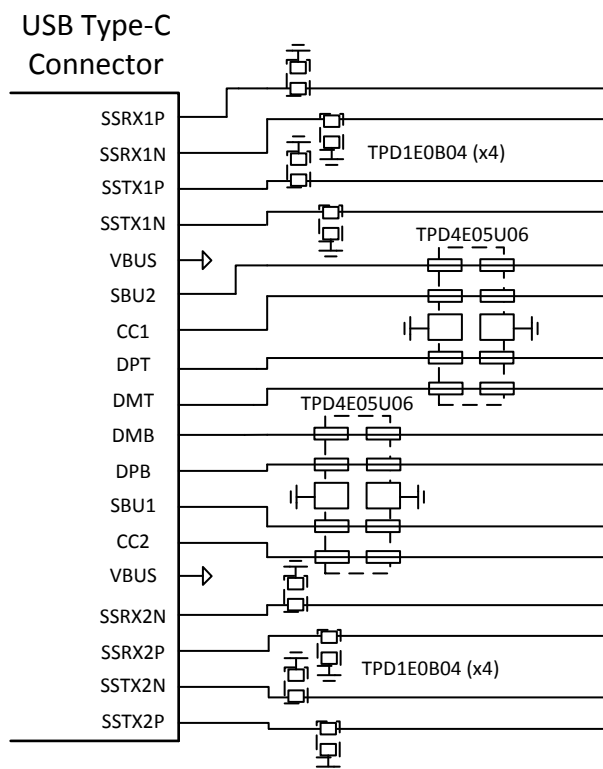 USB Type-C
Connector
SSRX1P
SSRX1N
TPD1E0B04 (x4)
SSTX1P
SSTX1N
TPD4E05U06
VBUS
SBU2
CC1
DPT
DMT
TPD4E05U06
DMB
DPB
SBU1
CC2
VBUS
SSRX2N
SSRX2P
TPD1E0B04 (x4)
SSTX2N
SSTX2P